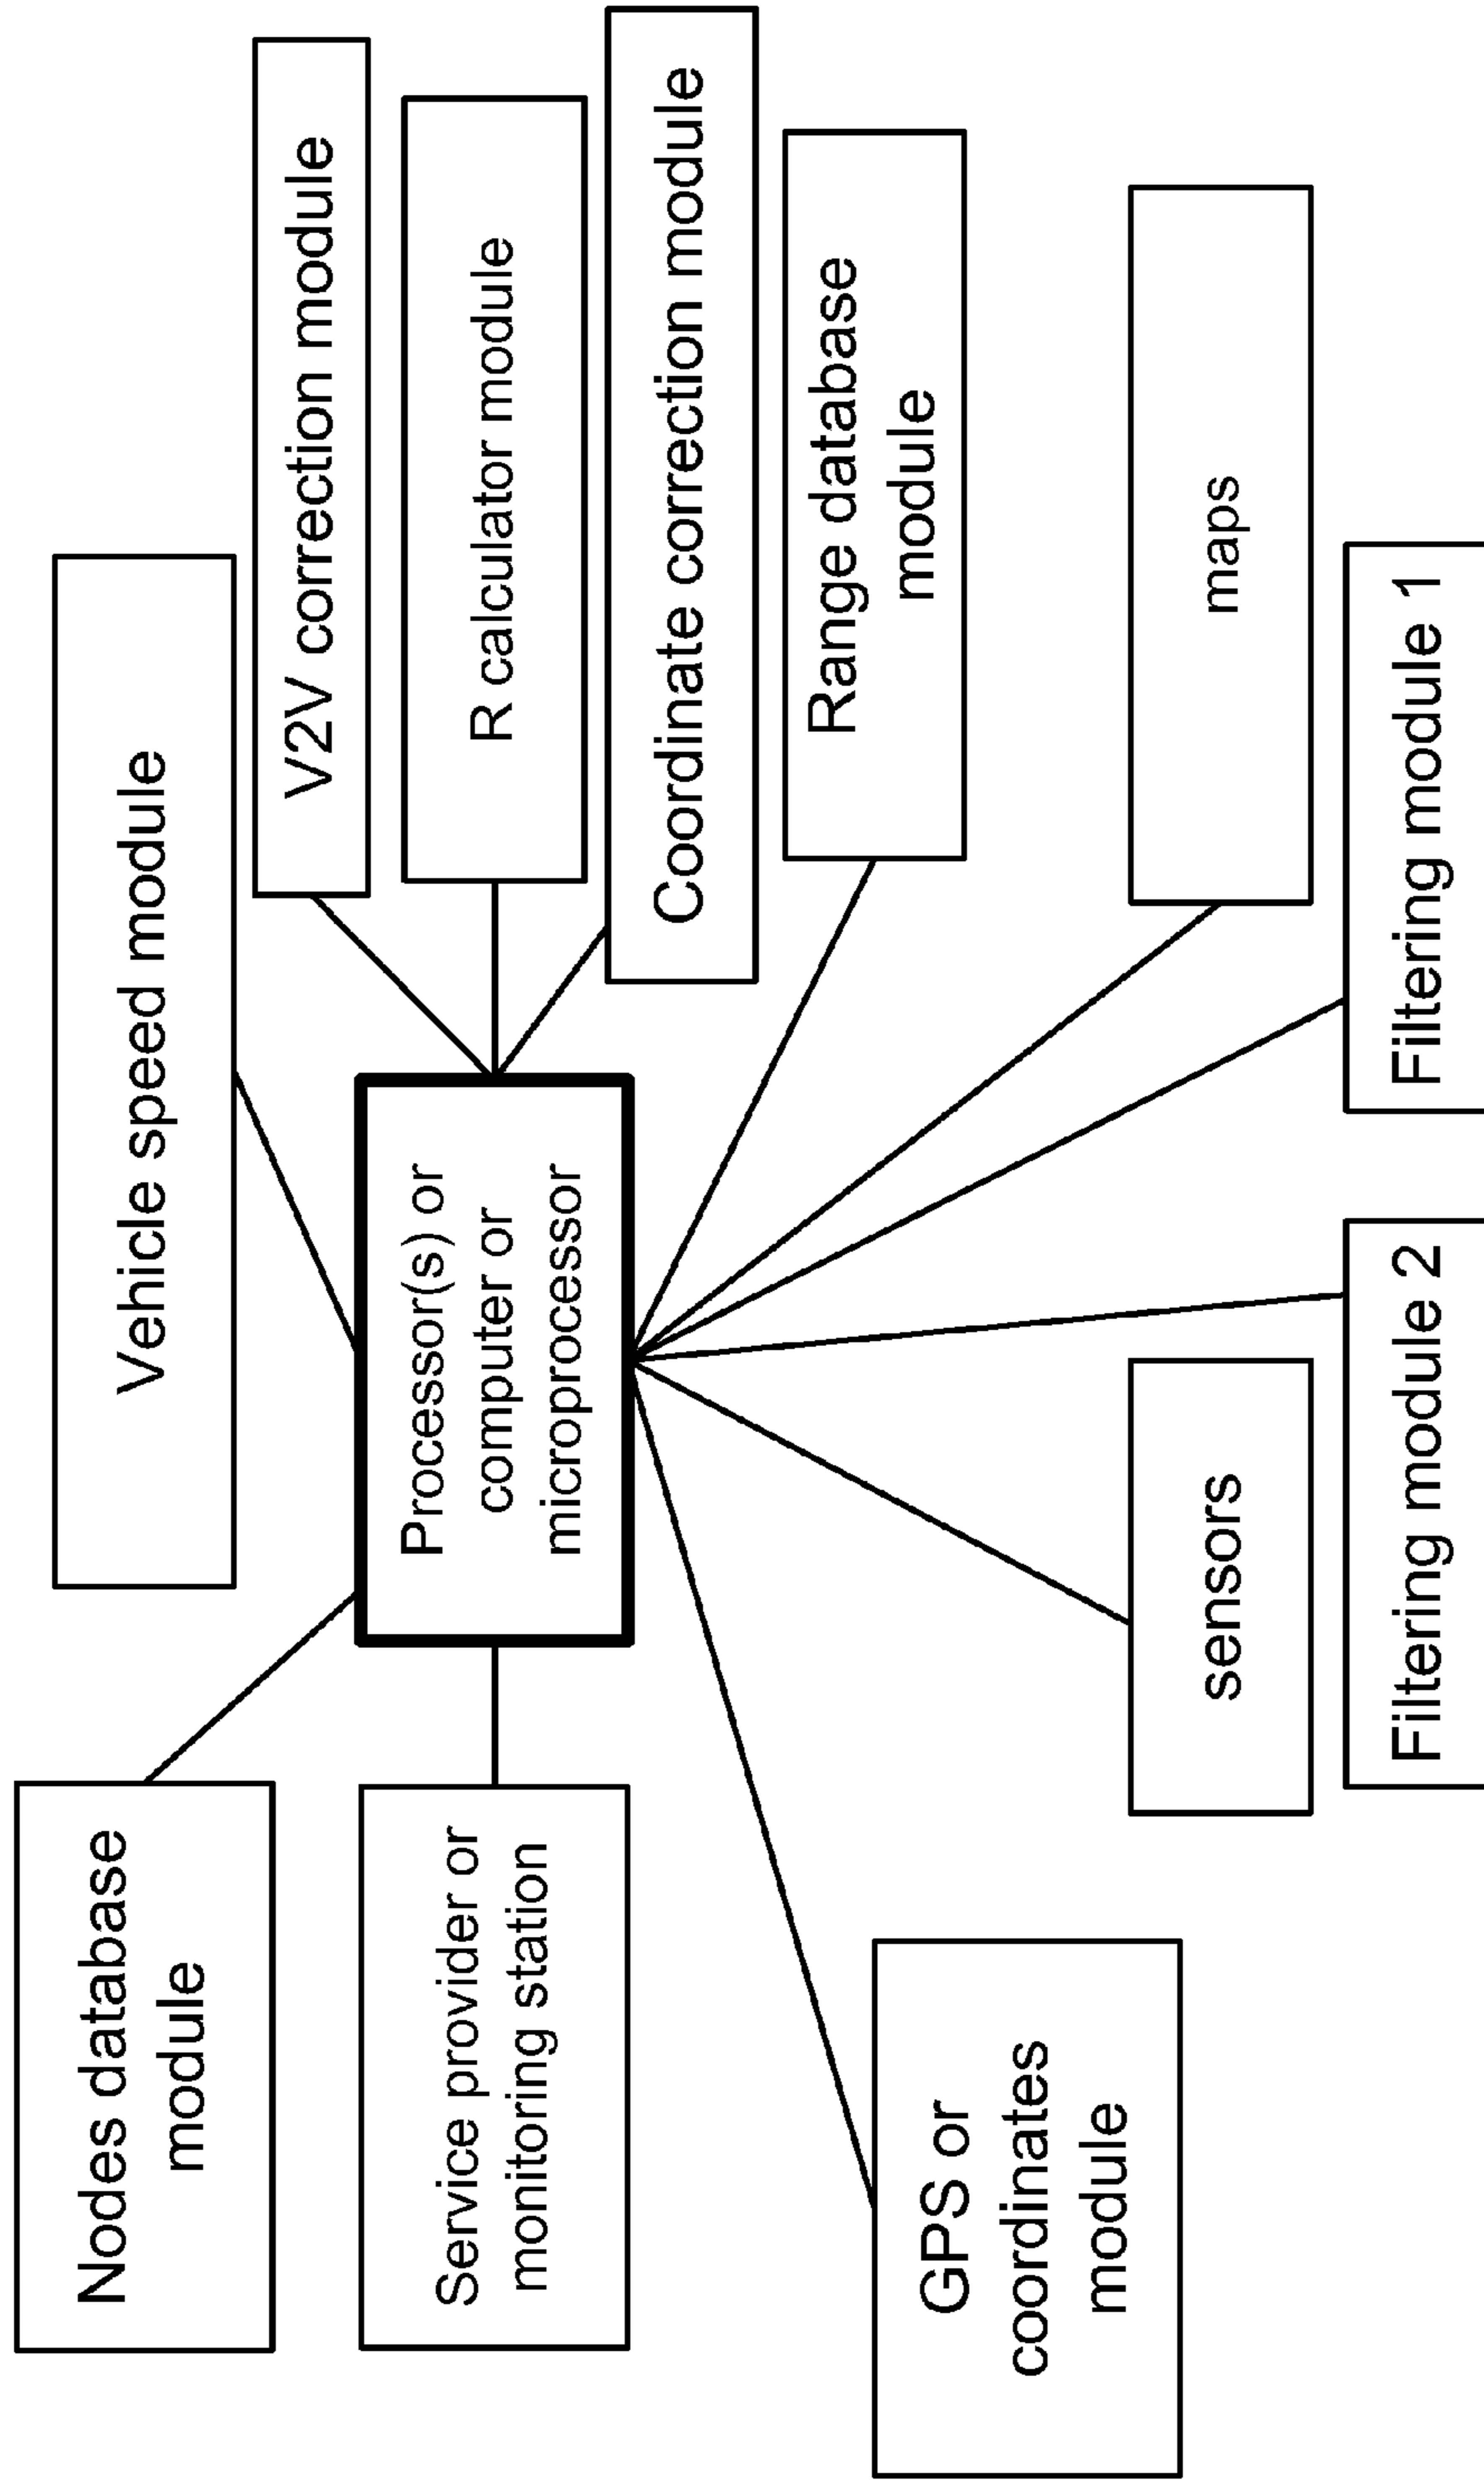 Nodes database
module
Vehicle speed module
V2V correction module
Service provider or
monitoring station
Processor(s) or
computer or
microprocessor
R calculator module
Coordinate correction module
Range database
module
GPS or
coordinates
module
sensors
maps
Filtering module 2
Filtering module 1